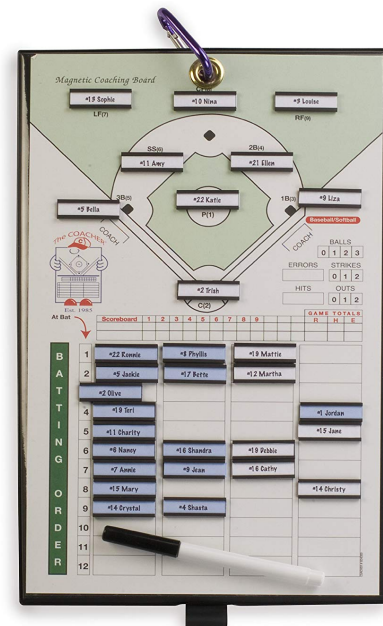 Magnetic Coaching Board
#13 Sophie
#10 Nina
#3 Louise
LF(7)
RF(9)
SS(6)
2B(4)
#11 Amy
#21 Ellen
3B(5)
#22 Katie
1B(3)
#9 Liza
#5 Bella
P(1)
Baseball/Softball
COACH
COACH
The COACHER
BALLS
0 1 2 3
ERRORS
STRIKES
0 1 2
HITS
OUTS
0 1 2
#2 Trish
C(2)
Est. 1985
At Bat
Scoreboard 1 2 3 4 5 6 7 8 9
GAME TOTALS
R H E
BATTING ORDER
1 #22 Ronnie #8 Phyllis #18 Mattie
2 #5 Jackie #17 Bette #12 Martha
#2 Olive
4 #19 Teri #1 Jordan
5 #11 Charity #15 Jane
6 #8 Nancy #16 Shandra #19 Debbie
7 #7 Annie #9 Jean #16 Cathy
8 #15 Mary #14 Christy
9 #14 Crystal #4 Shasta
10
11
12